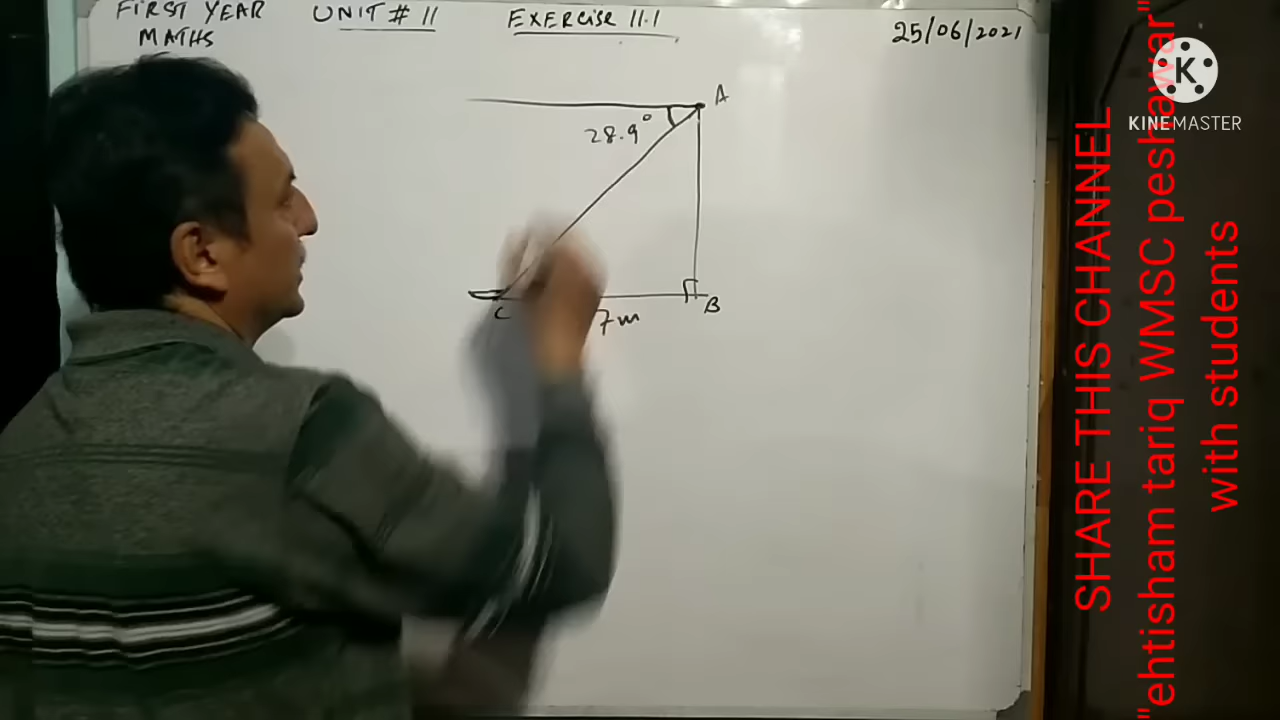 FIRST YEAR
MATHS
UNIT # 11
EXERCISE 11.1
25/06/2021
A
28.9°
C
7m
B
K
KINEMASTER
SHARE THIS CHANNEL
"ehtisham tariq WMSC peshawar"
with students